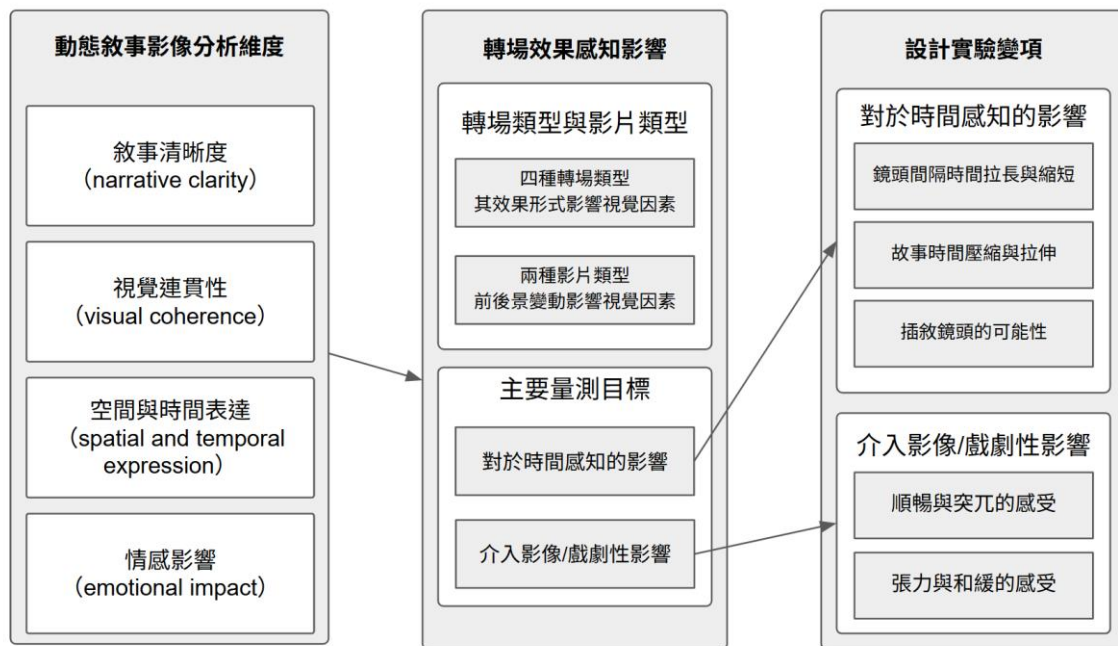 動態敘事影像分析維度
敘事清晰度
（narrative clarity）
視覺連貫性
（visual coherence）
空間與時間表達
（spatial and temporal
expression）
情感影響
（emotional impact）
轉場效果感知影響
轉場類型與影片類型
四種轉場類型
其效果形式影響視覺因素
兩種影片類型
前後景變動影響視覺因素
主要量測目標
對於時間感知的影響
介入影像/戲劇性影響
設計實驗變項
對於時間感知的影響
鏡頭間隔時間拉長與縮短
故事時間壓縮與拉伸
插敘鏡頭的可能性
介入影像/戲劇性影響
順暢與突兀的感受
張力與和緩的感受